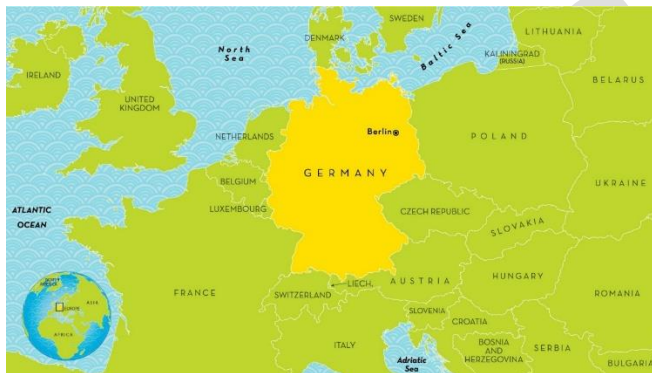 SWEDEN
DENMARK
LITHUANIA
North
Sea
Baltic Sea
KALININGRAD
(RUSSIA)
IRELAND
BELARUS
UNITED
KINGDOM
NETHERLANDS
Berlin
POLAND
GERMANY
BELGIUM
UKRAINE
LUXEMBOURG
ATLANTIC
OCEAN
CZECH REPUBLIC
SLOVAKIA
FRANCE
LIECH.
SWITZERLAND
AUSTRIA
HUNGARY
ROMANIA
SLOVENIA
CROATIA
ITALY
BOSNIA
AND
HERZEGOVINA
SERBIA
Adriatic
Sea
BULGARIA
NORTH
EUROPE
ASIA
AFRICA